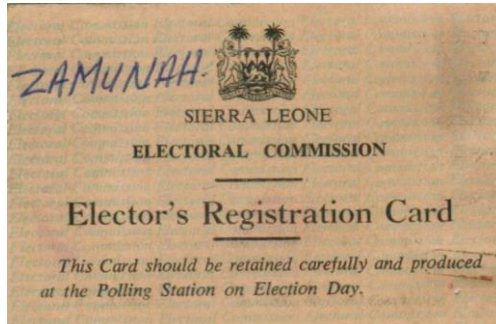 ZAMUNAH.
SIERRA LEONE
ELECTORAL COMMISSION
Elector's Registration Card
This Card should be retained carefully and produced
at the Polling Station on Election Day.